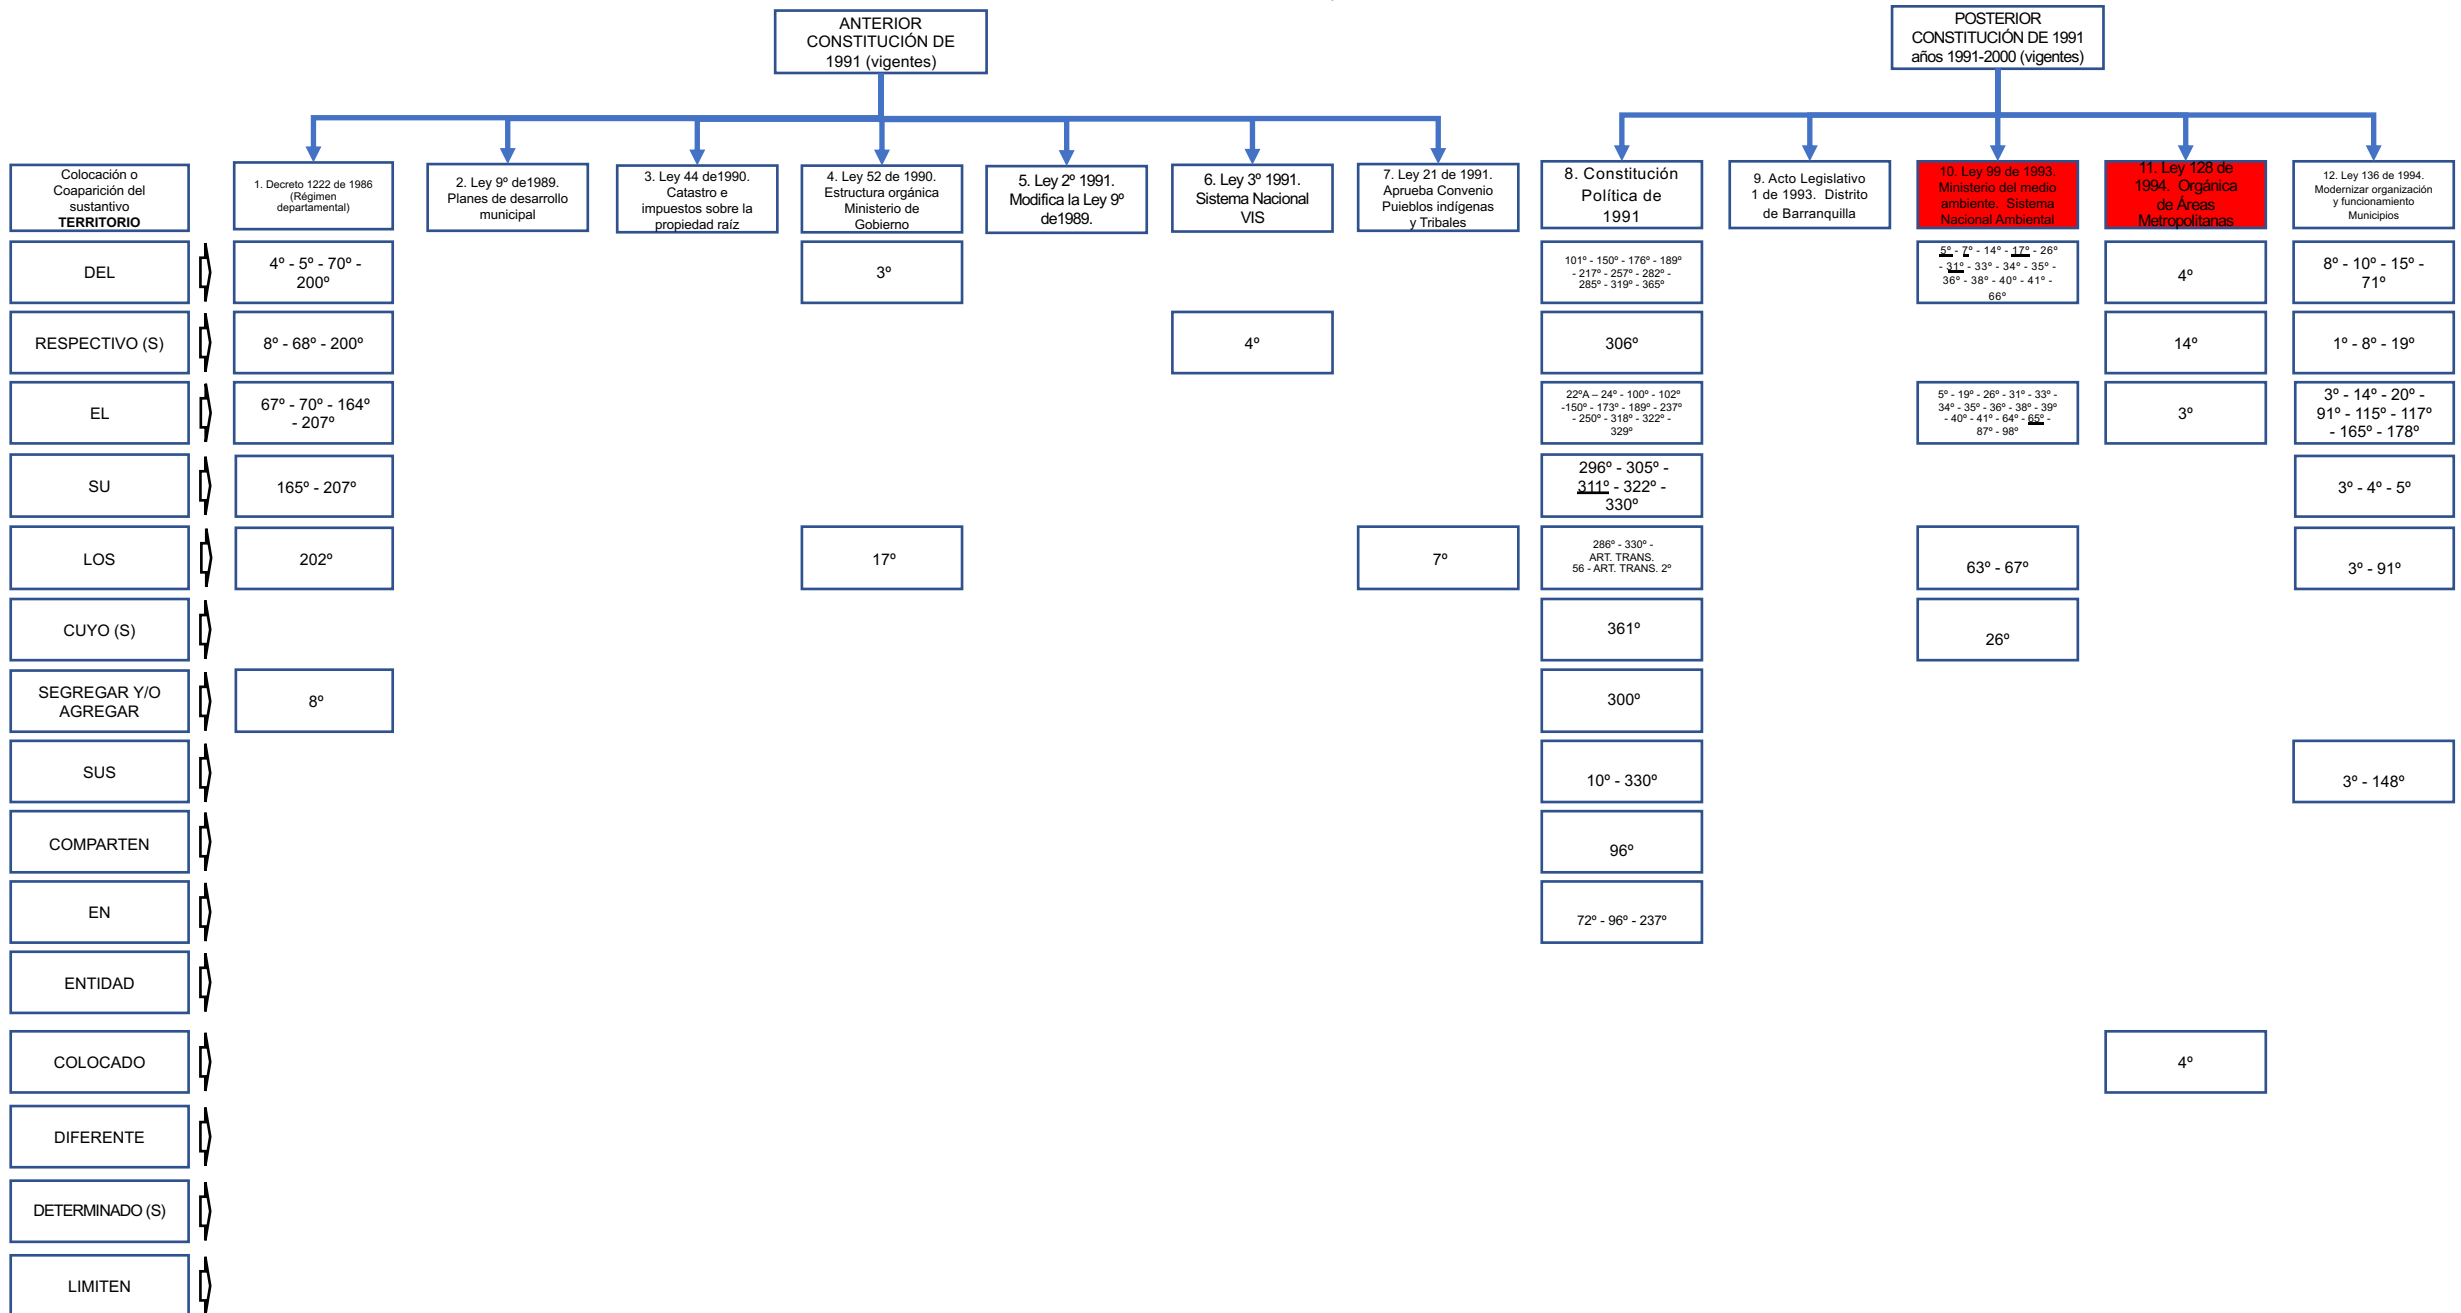 ANTERIOR
CONSTITUCIÓN DE
1991 (vigentes)
POSTERIOR
CONSTITUCIÓN DE 1991
años 1991-2000 (vigentes)
Colocación o
Coaparición del
sustantivo
TERRITORIO
1. Decreto 1222 de 1986
(Régimen
departamental)
2. Ley 9º de1989.
Planes de desarrollo
municipal
3. Ley 44 de1990.
Catastro e
impuestos sobre la
propiedad raíz
4. Ley 52 de 1990.
Estructura orgánica
Ministerio de
Gobierno
5. Ley 2º 1991.
Modifica la Ley 9º
de1989.
6. Ley 3º 1991.
Sistema Nacional
VIS
7. Ley 21 de 1991.
Aprueba Convenio
Puieblos indígenas
y Tribales
8. Constitución
Política de
1991
9. Acto Legislativo
1 de 1993. Distrito
de Barranquilla
10. Ley 99 de 1993.
Ministerio del medio
ambiente. Sistema
Nacional Ambiental
11. Ley 128 de
1994. Orgánica
de Áreas
Metropolitanas
12. Ley 136 de 1994.
Modernizar organización
y funcionamiento
Municipios
DEL
4º - 5º - 70º -
200º
3º
101º - 150º - 176º - 189º
- 217º - 257º - 282º -
285º - 319º - 365º
5º - 7º - 14º - 17º - 26º
- 31º - 33º - 34º - 35º -
36º - 38º - 40º - 41º -
66º
4º
8º - 10º - 15º -
71º
RESPECTIVO (S)
8º - 68º - 200º
4º
306º
14º
1º - 8º - 19º
EL
67º - 70º - 164º
- 207º
22ºA – 24º - 100º - 102º
-150º - 173º - 189º - 237º
- 250º - 318º - 322º -
329º
5º - 19º - 26º - 31º - 33º -
34º - 35º - 36º - 38º - 39º
- 40º - 41º - 64º - 65º -
87º - 98º
3º
3º - 14º - 20º -
91º - 115º - 117º
- 165º - 178º
SU
165º - 207º
296º - 305º -
311º - 322º -
330º
3º - 4º - 5º
LOS
202º
17º
7º
286º - 330º -
ART. TRANS.
56 - ART. TRANS. 2º
63º - 67º
3º - 91º
CUYO (S)
361º
26º
SEGREGAR Y/O
AGREGAR
8º
300º
SUS
10º - 330º
3º - 148º
COMPARTEN
96º
EN
72º - 96º - 237º
ENTIDAD
COLOCADO
4º
DIFERENTE
DETERMINADO (S)
LIMITEN